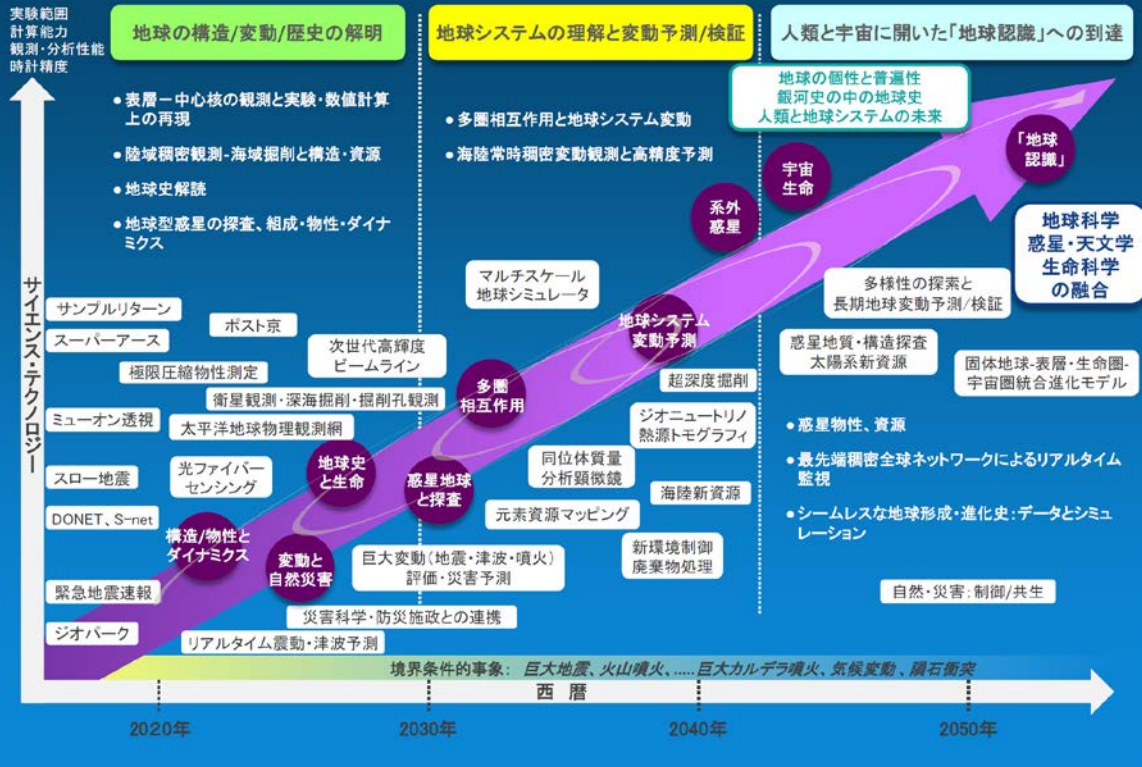 実験範囲
計算能力
観測・分析性能
時計精度
地球の構造/変動/歴史の解明
地球システムの理解と変動予測/検証
人類と宇宙に開いた「地球認識」への到達
地球の個性と普遍性
銀河史の中の地球史
人類と地球システムの未来
● 表層ー中心核の観測と実験・数値計算
上の再現
● 陸域稠密観測-海域掘削と構造・資源
● 地球史解読
● 地球型惑星の探査、組成・物性・ダイナ
ミクス
● 多圏相互作用と地球システム変動
● 海陸常時稠密変動観測と高精度予測
「地球
認識」
宇宙
生命
系外
惑星
地球科学
惑星・天文学
生命科学
の融合
サイエンス・テクノロジー
サンプルリターン
スーパーアース
ポスト京
極限圧縮物性測定
次世代高輝度
ビームライン
衛星観測・深海掘削・掘削孔観測
ミューオン透視
太平洋地球物理観測網
スロー地震
光ファイバー
センシング
DONET、S-net
緊急地震速報
ジオパーク
マルチスケール
地球シミュレータ
地球システム
変動予測
多圏
相互作用
地球史
と生命
惑星地球
と探査
構造/物性と
ダイナミクス
変動と
自然災害
多様性の探索と
長期地球変動予測/検証
惑星地質・構造探査
太陽系新資源
固体地球-表層・生命圏-
宇宙圏統合進化モデル
超深度掘削
ジオニュートリノ
熱源トモグラフィ
同位体質量
分析顕微鏡
海陸新資源
元素資源マッピング
新環境制御
廃棄物処理
巨大変動(地震・津波・噴火)
評価・災害予測
災害科学・防災施政との連携
リアルタイム震動・津波予測
● 惑星物性、資源
● 最先端稠密全球ネットワークによるリアルタイム
監視
● シームレスな地球形成・進化史:データとシミュ
レーション
自然・災害:制御/共生
境界条件的事象: 巨大地震、火山噴火、.....巨大カルデラ噴火、気候変動、隕石衝突
西 暦
2020年
2030年
2040年
2050年